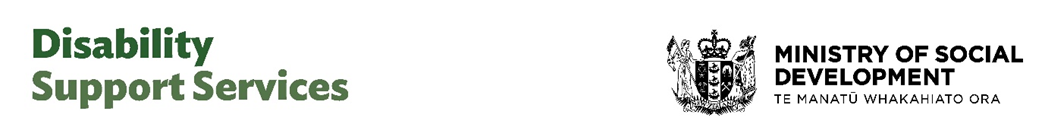 Disability
Support Services
MINISTRY OF SOCIAL
DEVELOPMENT
TE MANATŪ WHAKAHIATO ORA